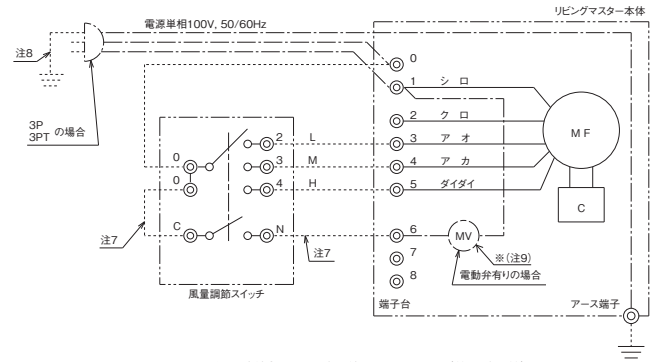 リビングマスター本体
電源単相100V, 50/60Hz
注8
0
1 シロ
3P
3PT の場合
2 クロ
MF
0 2 L 3 アオ
3 M 4 アカ
0 4 H 5 ダイダイ
C
注7
C N 6 MV
※(注9)
注7
7
電動弁有りの場合
8
風量調節スイッチ
端子台
アース端子